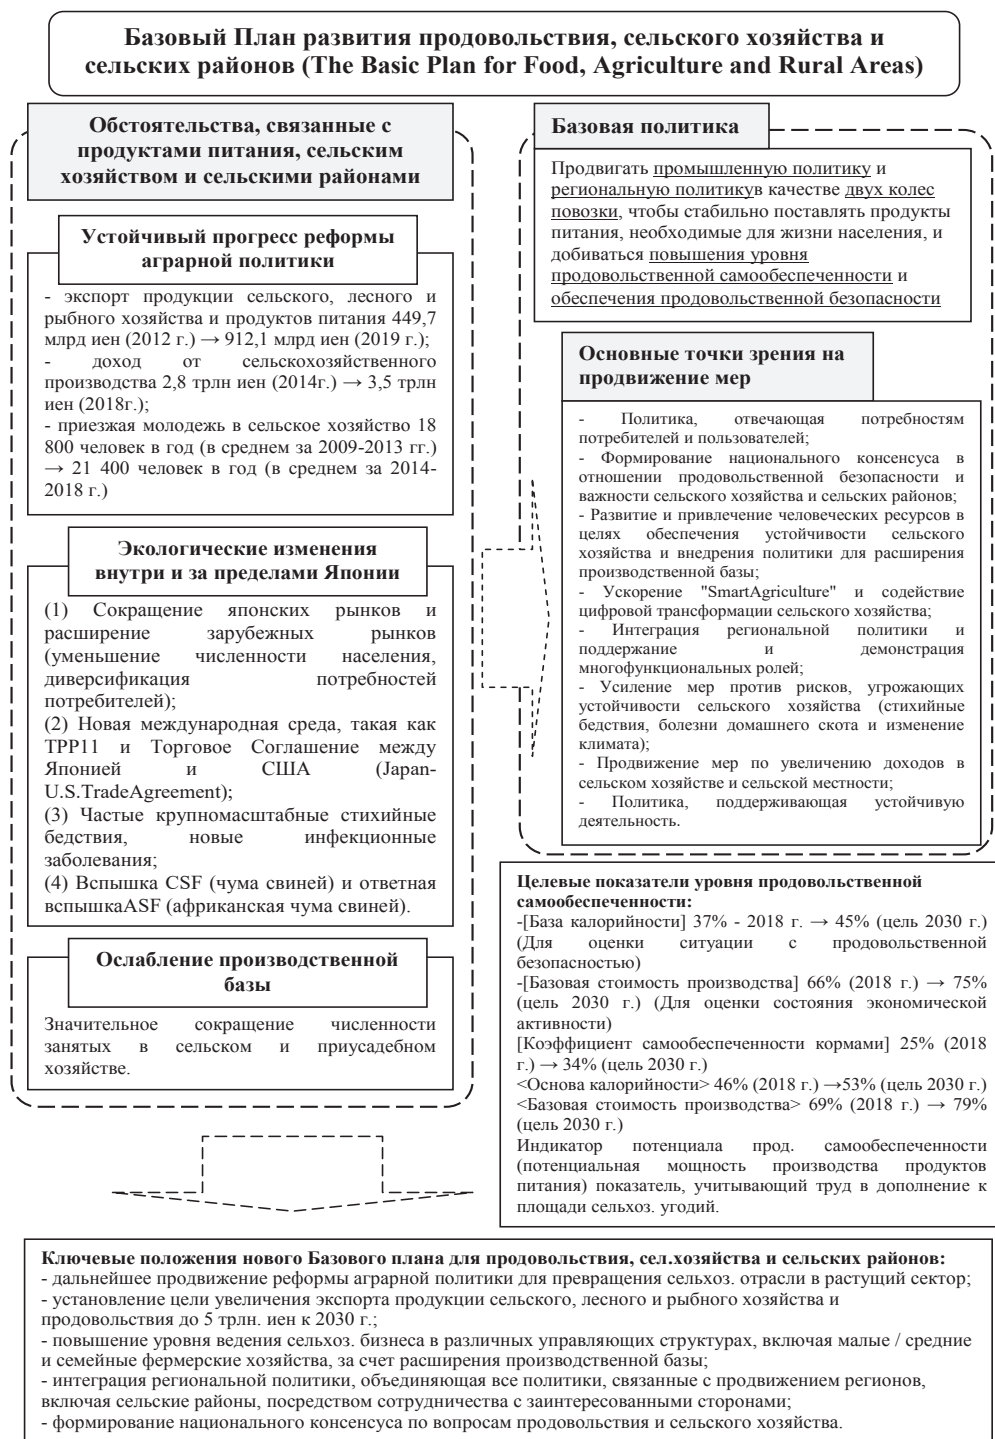 Базовый План развития продовольствия, сельского хозяйства и
сельских районов (The Basic Plan for Food, Agriculture and Rural Areas)
Обстоятельства, связанные с
продуктами питания, сельским
хозяйством и сельскими районами
Устойчивый прогресс реформы
аграрной политики
- экспорт продукции сельского, лесного и
рыбного хозяйства и продуктов питания 449,7
млрд иен (2012 г.) → 912,1 млрд иен (2019 г.);
- доход от сельскохозяйственного
производства 2,8 трлн иен (2014г.) → 3,5 трлн
иен (2018г.);
- приезжая молодежь в сельское хозяйство 18
800 человек в год (в среднем за 2009-2013 гг.)
→ 21 400 человек в год (в среднем за 2014-
2018 г.)
Экологические изменения
внутри и за пределами Японии
(1) Сокращение японских рынков и
расширение зарубежных рынков
(уменьшение численности населения,
диверсификация потребностей
потребителей);
(2) Новая международная среда, такая как
TPP11 и Торговое Соглашение между
Японией и США (Japan-
U.S.TradeAgreement);
(3) Частые крупномасштабные стихийные
бедствия, новые инфекционные
заболевания;
(4) Вспышка CSF (чума свиней) и ответная
вспышкаASF (африканская чума свиней).
Ослабление производственной
базы
Значительное сокращение численности
занятых в сельском и приусадебном
хозяйстве.
Базовая политика
Продвигать промышленную политику и
региональную политикув качестве двух колес
повозки, чтобы стабильно поставлять продукты
питания, необходимые для жизни населения, и
добиваться повышения уровня
продовольственной самообеспеченности и
обеспечения продовольственной безопасности
Основные точки зрения на
продвижение мер
- Политика, отвечающая потребностям
потребителей и пользователей;
- Формирование национального консенсуса в
отношении продовольственной безопасности и
важности сельского хозяйства и сельских районов;
- Развитие и привлечение человеческих ресурсов в
целях обеспечения устойчивости сельского
хозяйства и внедрения политики для расширения
производственной базы;
- Ускорение "SmartAgriculture" и содействие
цифровой трансформации сельского хозяйства;
- Интеграция региональной политики и
поддержание и демонстрация
многофункциональных ролей;
- Усиление мер против рисков, угрожающих
устойчивости сельского хозяйства (стихийные
бедствия, болезни домашнего скота и изменение
климата);
- Продвижение мер по увеличению доходов в
сельском хозяйстве и сельской местности;
- Политика, поддерживающая устойчивую
деятельность.
Целевые показатели уровня продовольственной
самообеспеченности:
-[База калорийности] 37% - 2018 г. → 45% (цель 2030 г.)
(Для оценки ситуации с продовольственной
безопасностью)
-[Базовая стоимость производства] 66% (2018 г.) → 75%
(цель 2030 г.) (Для оценки состояния экономической
активности)
[Коэффициент самообеспеченности кормами] 25% (2018
г.) → 34% (цель 2030 г.)
<Основа калорийности> 46% (2018 г.) →53% (цель 2030 г.)
<Базовая стоимость производства> 69% (2018 г.) → 79%
(цель 2030 г.)
Индикатор потенциала прод. самообеспеченности
(потенциальная мощность производства продуктов
питания) показатель, учитывающий труд в дополнение к
площади сельхоз. угодий.
Ключевые положения нового Базового плана для продовольствия, сел.хозяйства и сельских районов:
- дальнейшее продвижение реформы аграрной политики для превращения сельхоз. отрасли в растущий сектор;
- установление цели увеличения экспорта продукции сельского, лесного и рыбного хозяйства и
продовольствия до 5 трлн. иен к 2030 г.;
- повышение уровня ведения сельхоз. бизнеса в различных управляющих структурах, включая малые / средние
и семейные фермерские хозяйства, за счет расширения производственной базы;
- интеграция региональной политики, объединяющая все политики, связанные с продвижением регионов,
включая сельские районы, посредством сотрудничества с заинтересованными сторонами;
- формирование национального консенсуса по вопросам продовольствия и сельского хозяйства.